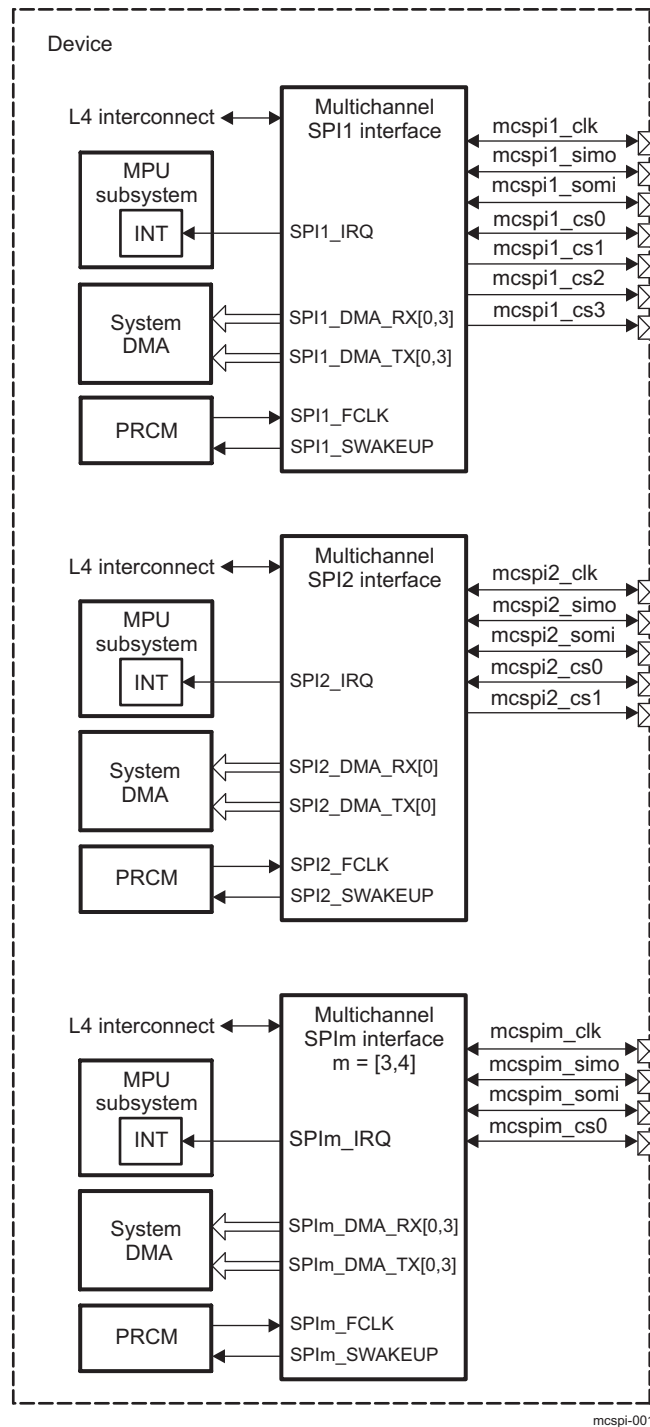 Device
L4 interconnect
Multichannel
SPI1 interface
mcspi1_clk
mcspi1_simo
mcspi1_somi
mcspi1_cs0
mcspi1_cs1
mcspi1_cs2
mcspi1_cs3
MPU
subsystem
INT
SPI1_IRQ
System
DMA
SPI1_DMA_RX[0,3]
SPI1_DMA_TX[0,3]
PRCM
SPI1_FCLK
SPI1_SWAKEUP
L4 interconnect
Multichannel
SPI2 interface
mcspi2_clk
mcspi2_simo
mcspi2_somi
mcspi2_cs0
mcspi2_cs1
MPU
subsystem
INT
SPI2_IRQ
System
DMA
SPI2_DMA_RX[0]
SPI2_DMA_TX[0]
PRCM
SPI2_FCLK
SPI2_SWAKEUP
L4 interconnect
Multichannel
SPIm interface
m = [3,4]
mcspim_clk
mcspim_simo
mcspim_somi
mcspim_cs0
MPU
subsystem
INT
SPIm_IRQ
System
DMA
SPIm_DMA_RX[0,3]
SPIm_DMA_TX[0,3]
PRCM
SPIm_FCLK
SPIm_SWAKEUP
mcspi-001